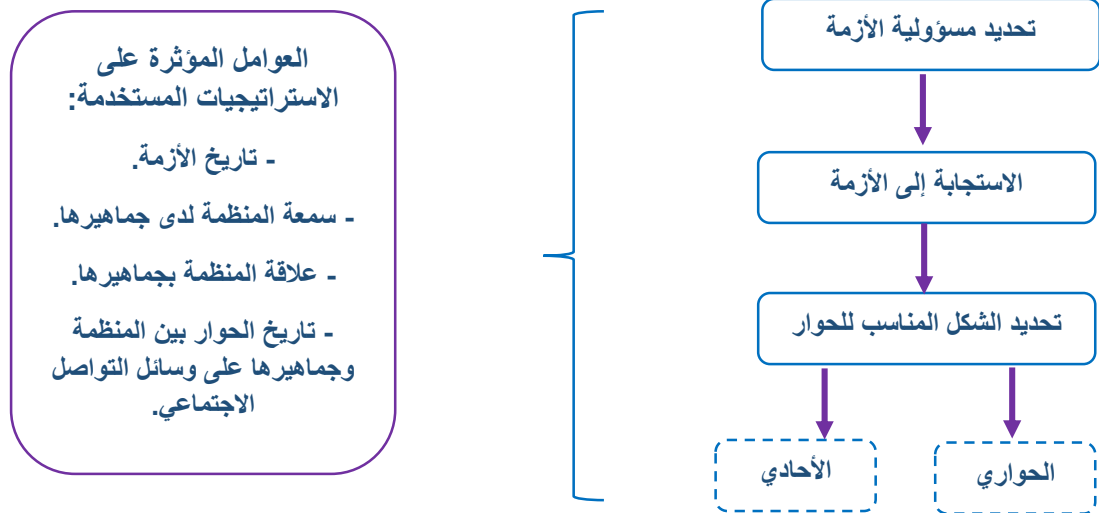 تحديد مسؤولية الأزمة
الاستجابة إلى الأزمة
تحديد الشكل المناسب للحوار
الحواري
الأحادي
العوامل المؤثرة على
الاستراتيجيات المستخدمة:
- تاريخ الأزمة.
- سمعة المنظمة لدى جماهيرها.
- علاقة المنظمة بجماهيرها.
- تاريخ الحوار بين المنظمة
وجماهيرها على وسائل التواصل
الاجتماعي.